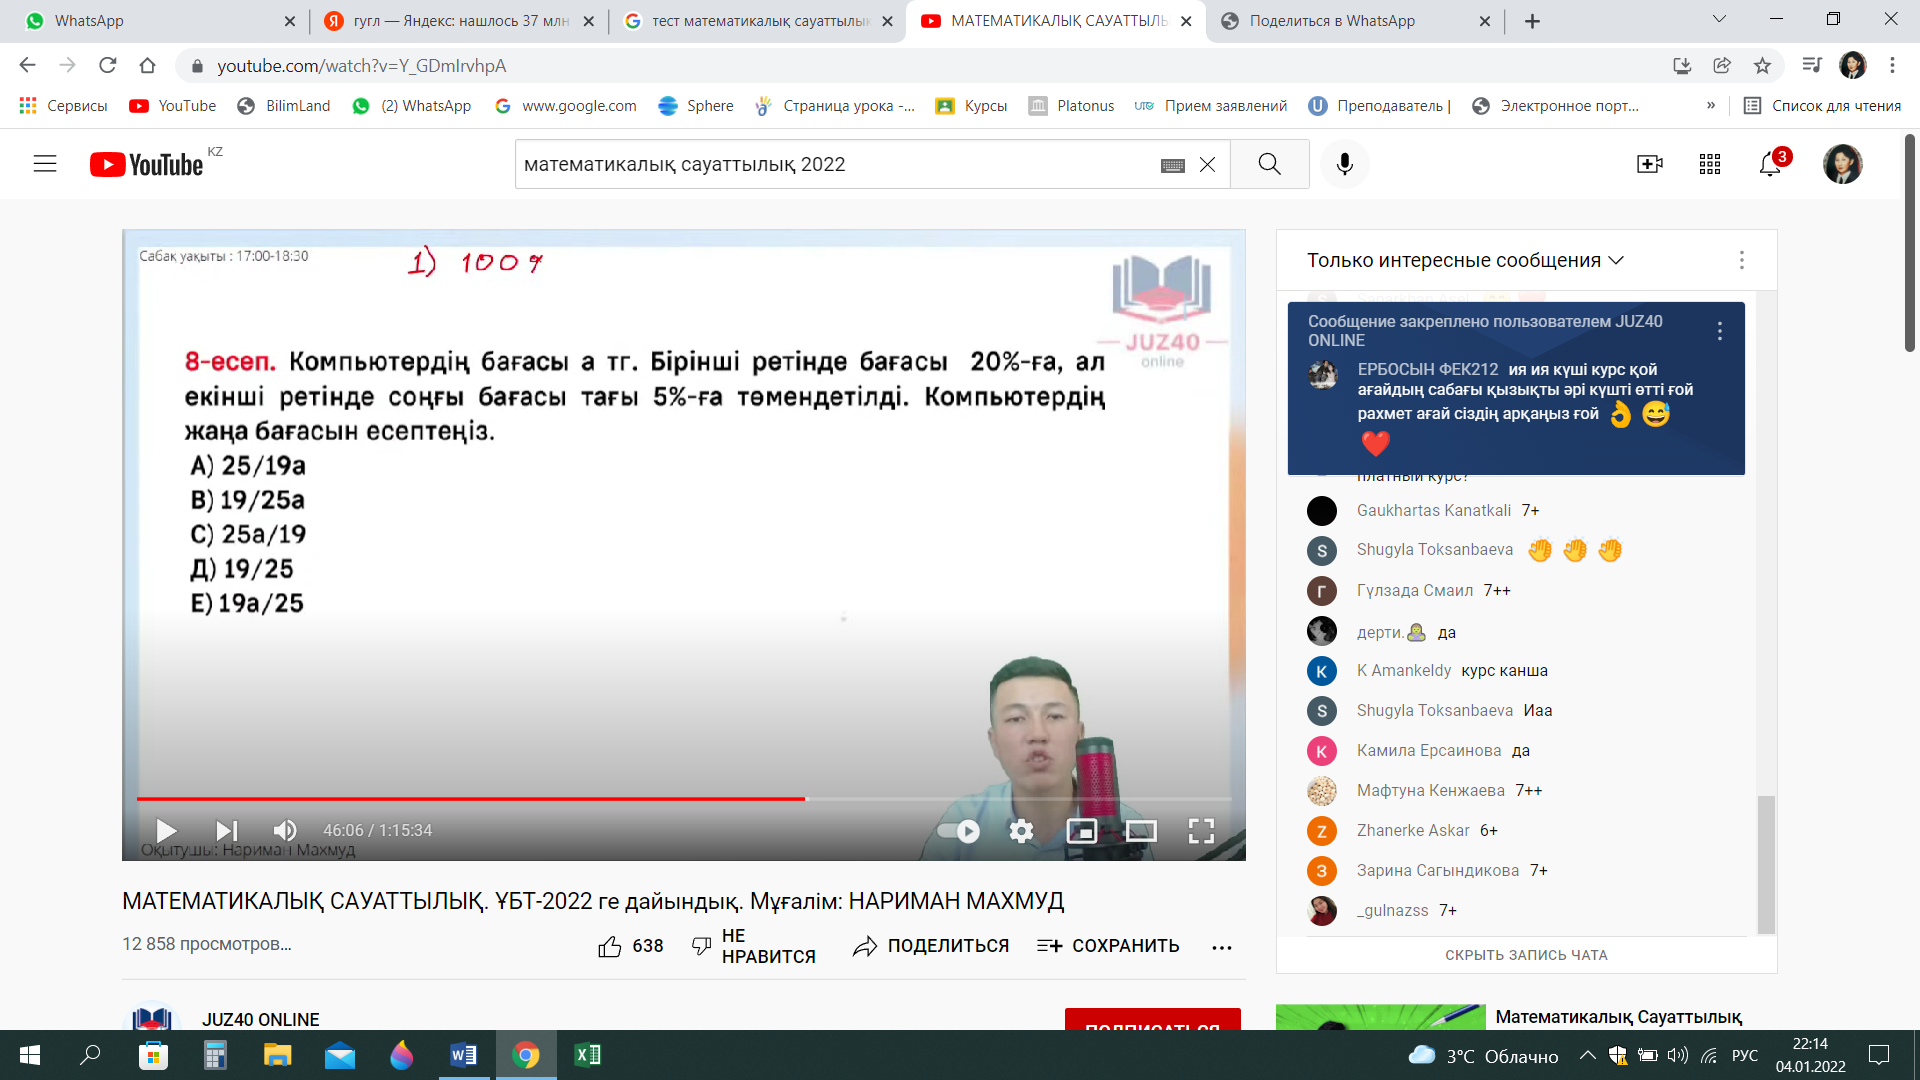 WhatsApp
гугл — Яндекс: нашлось 37 млн
тест математикалық сауаттылық
МАТЕМАТИКАЛЫҚ САУАТТЫЛЫ
Поделиться в WhatsApp
youtube.com/watch?v=Y_GDmIrvhpA
Сервисы YouTube BilimLand (2) WhatsApp www.google.com Sphere Страница урока -... Курсы Platonus Прием заявлений Преподаватель | Электронное порт... » Список для чтения
YouTube KZ
математикалық сауаттылық 2022
3
Сабақ уақыты : 17:00-18:30
1) 100%
JUZ40
online
8-есеп. Компьютердің бағасы а тг. Бірінші ретінде бағасы 20%-ға, ал
екінші ретінде соңғы бағасы тағы 5%-ға төмендетілді. Компьютердің
жаңа бағасын есептеңіз.
А) 25/19а
В) 19/25а
С) 25а/19
Д) 19/25
Е) 19а/25
46:06 / 1:15:34
Оқытушы: Нариман Махмуд
МАТЕМАТИКАЛЫҚ САУАТТЫЛЫҚ. ҰБТ-2022 ге дайындық. Мұғалім: НАРИМАН МАХМУД
12 858 просмотров...
638
НЕ
НРАВИТСЯ
ПОДЕЛИТЬСЯ
СОХРАНИТЬ
JUZ40 ONLINE
ПОДПИСАТЬСЯ
Только интересные сообщения
Сообщение закреплено пользователем JUZ40
ONLINE
ЕРБОСЫН ФЕК212 ия ия күші курс қой
ағайдың сабағы қызықты әрі күшті өтті ғой
рахмет ағай сіздің арқаңыз ғой 👌 😅
❤️
платный курс?
Gaukhartas Kanatkali 7+
S Shugyla Toksanbaeva 👏 👏 👏
Г Гүлзада Смаил 7++
дерти. да
K K Amankeldy курс канша
S Shugyla Toksanbaeva Иаа
К Камила Ерсаинова да
Мафтуна Кенжаева 7++
Z Zhanerke Askar 6+
З Зарина Сагындикова 7+
_gulnazss 7+
СКРЫТЬ ЗАПИСЬ ЧАТА
Математикалық Сауаттылық
3°C Облачно
РУС
22:14
04.01.2022